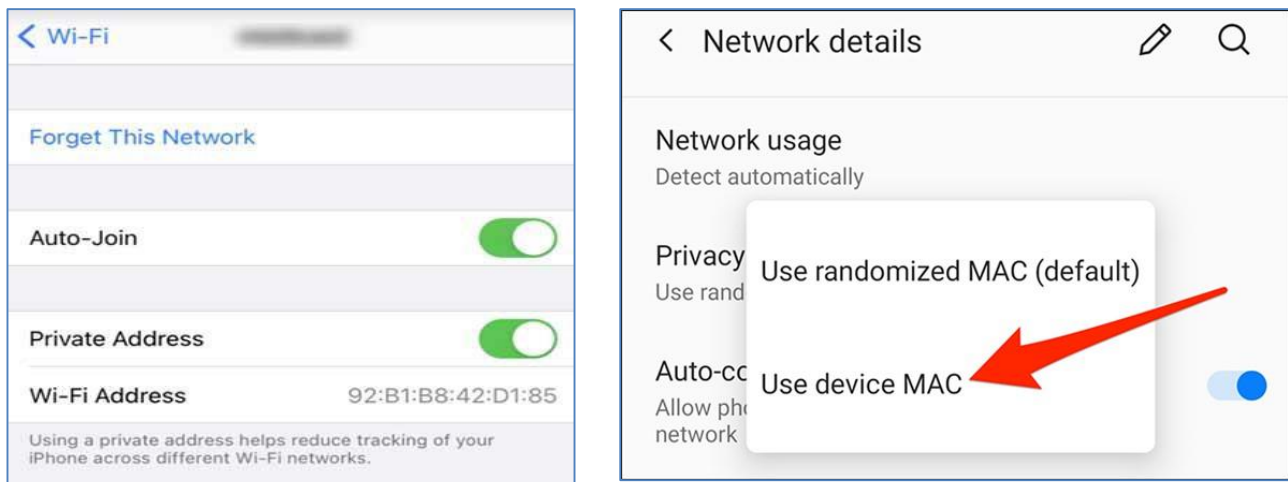 Wi-Fi
Forget This Network
Auto-Join
Private Address
Wi-Fi Address 92:B1:B8:42:D1:85
Using a private address helps reduce tracking of your
iPhone across different Wi-Fi networks.
Network details
Network usage
Detect automatically
Privacy
Use rand
Use randomized MAC (default)
Auto-co
Allow pho
network
Use device MAC